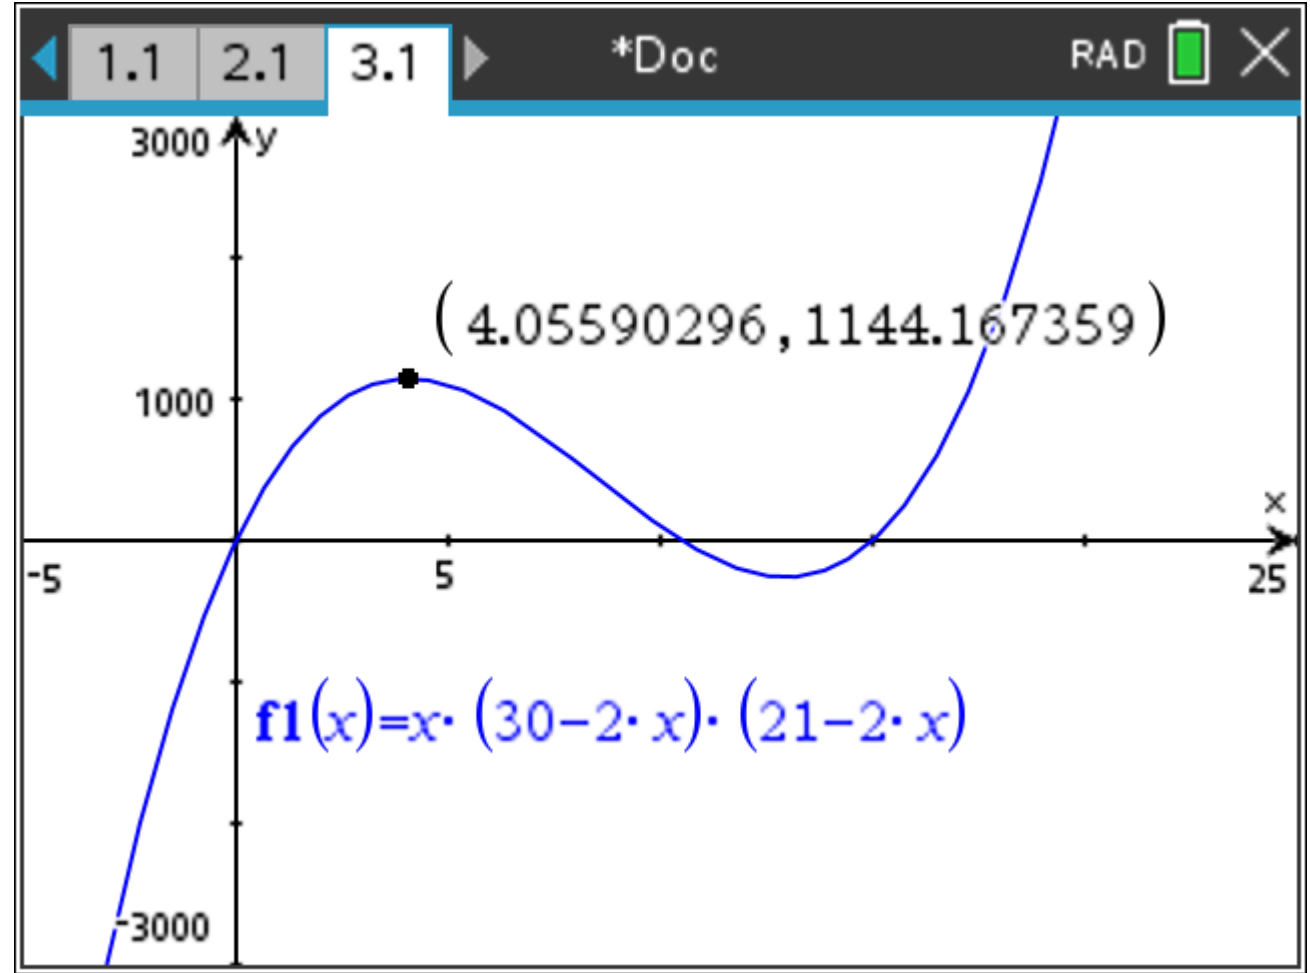 1.1 2.1 3.1 *Doc RAD
3000 y
(4.05590296,1144.167359)
1000
x
-5 5 25
f1(x)=x·(30−2·x)·(21−2·x)
-3000